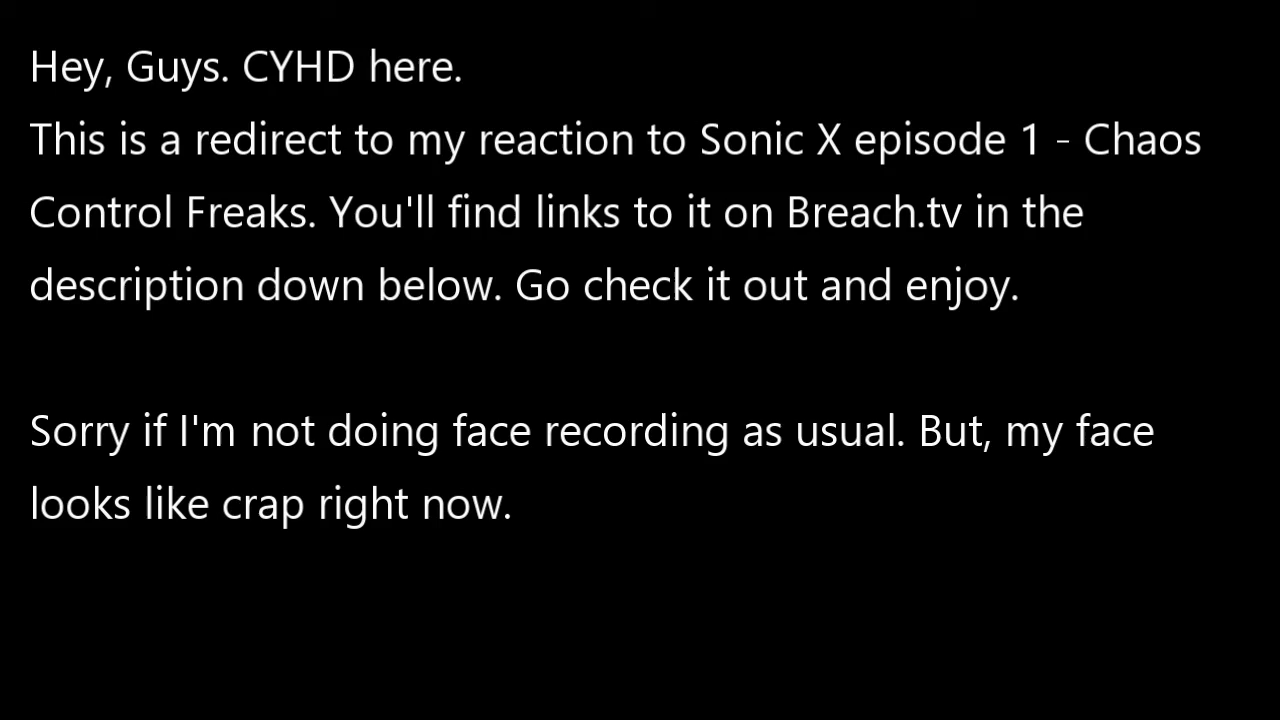 Hey, Guys. CYHD here.
This is a redirect to my reaction to Sonic X episode 1 - Chaos
Control Freaks. You'll find links to it on Breach.tv in the
description down below. Go check it out and enjoy.
Sorry if I'm not doing face recording as usual. But, my face
looks like crap right now.